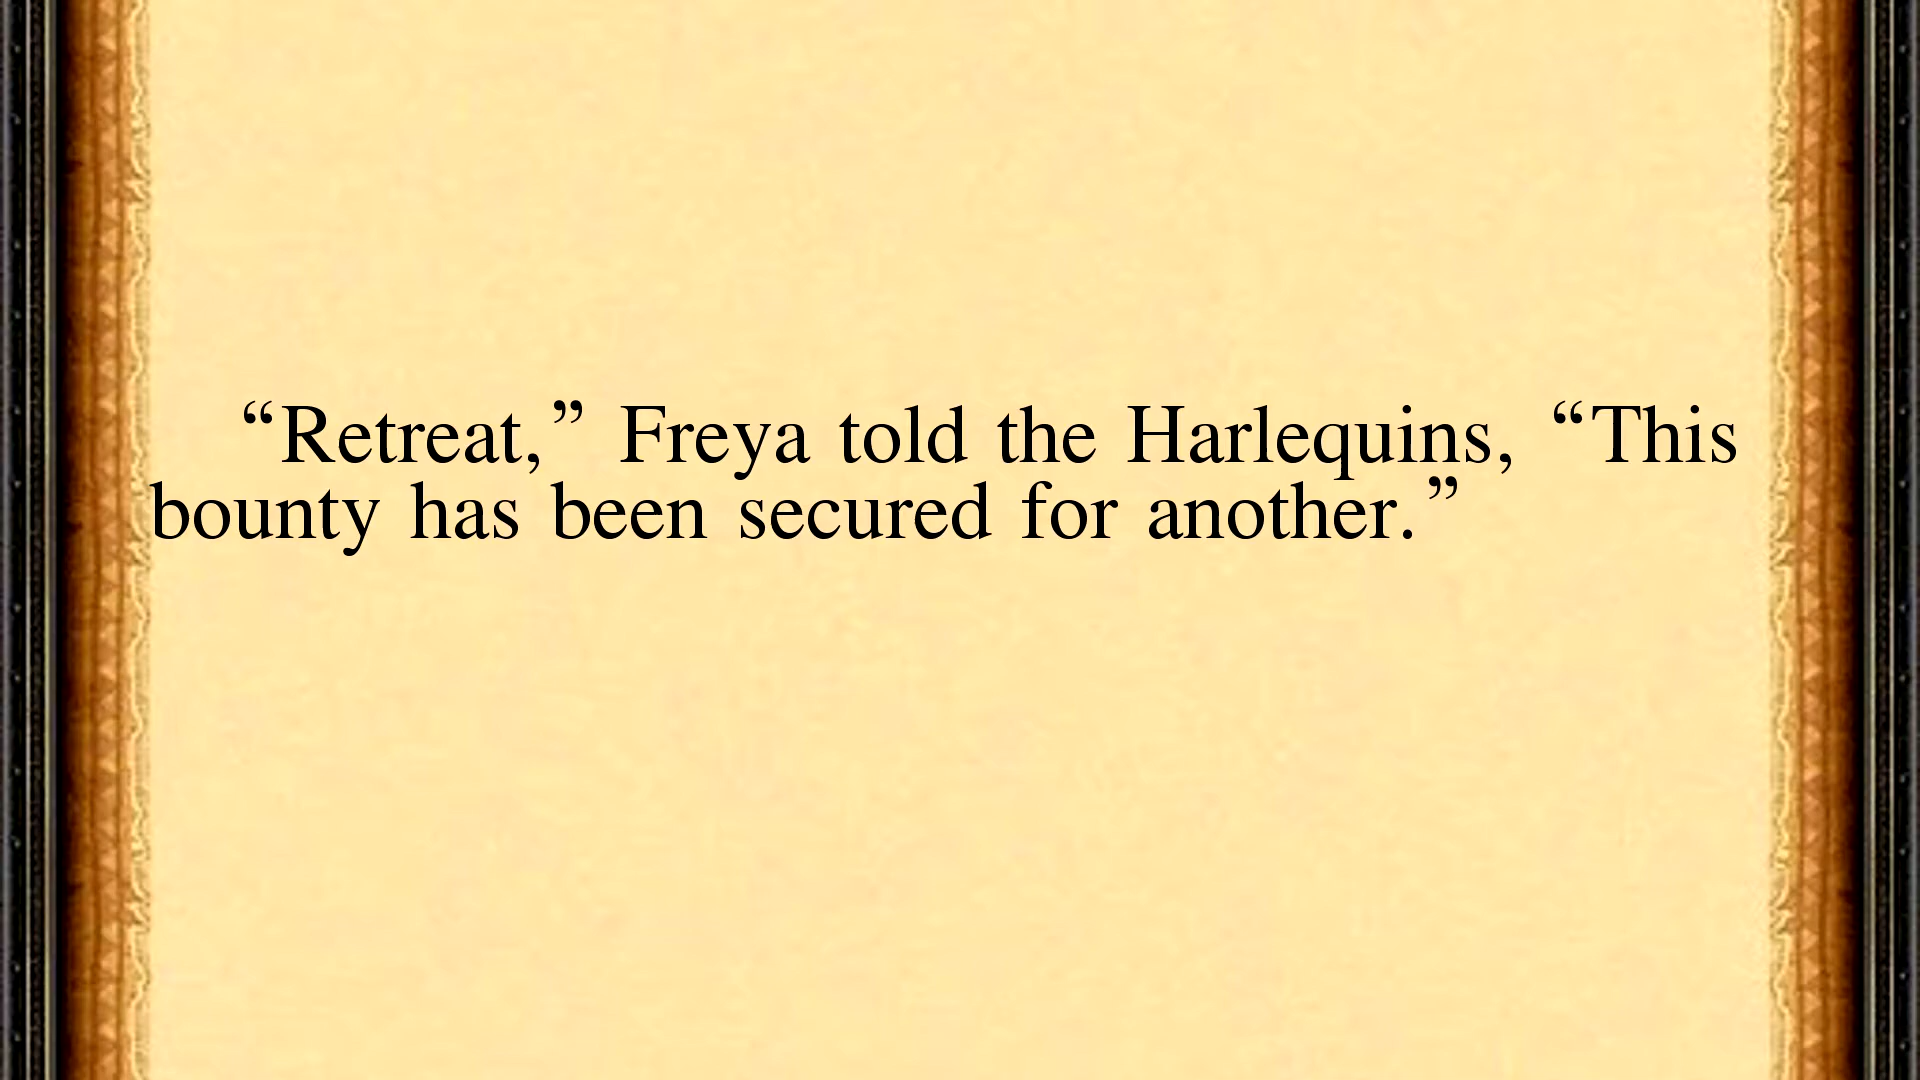 “Retreat,” Freya told the Harlequins, “This
bounty has been secured for another.”